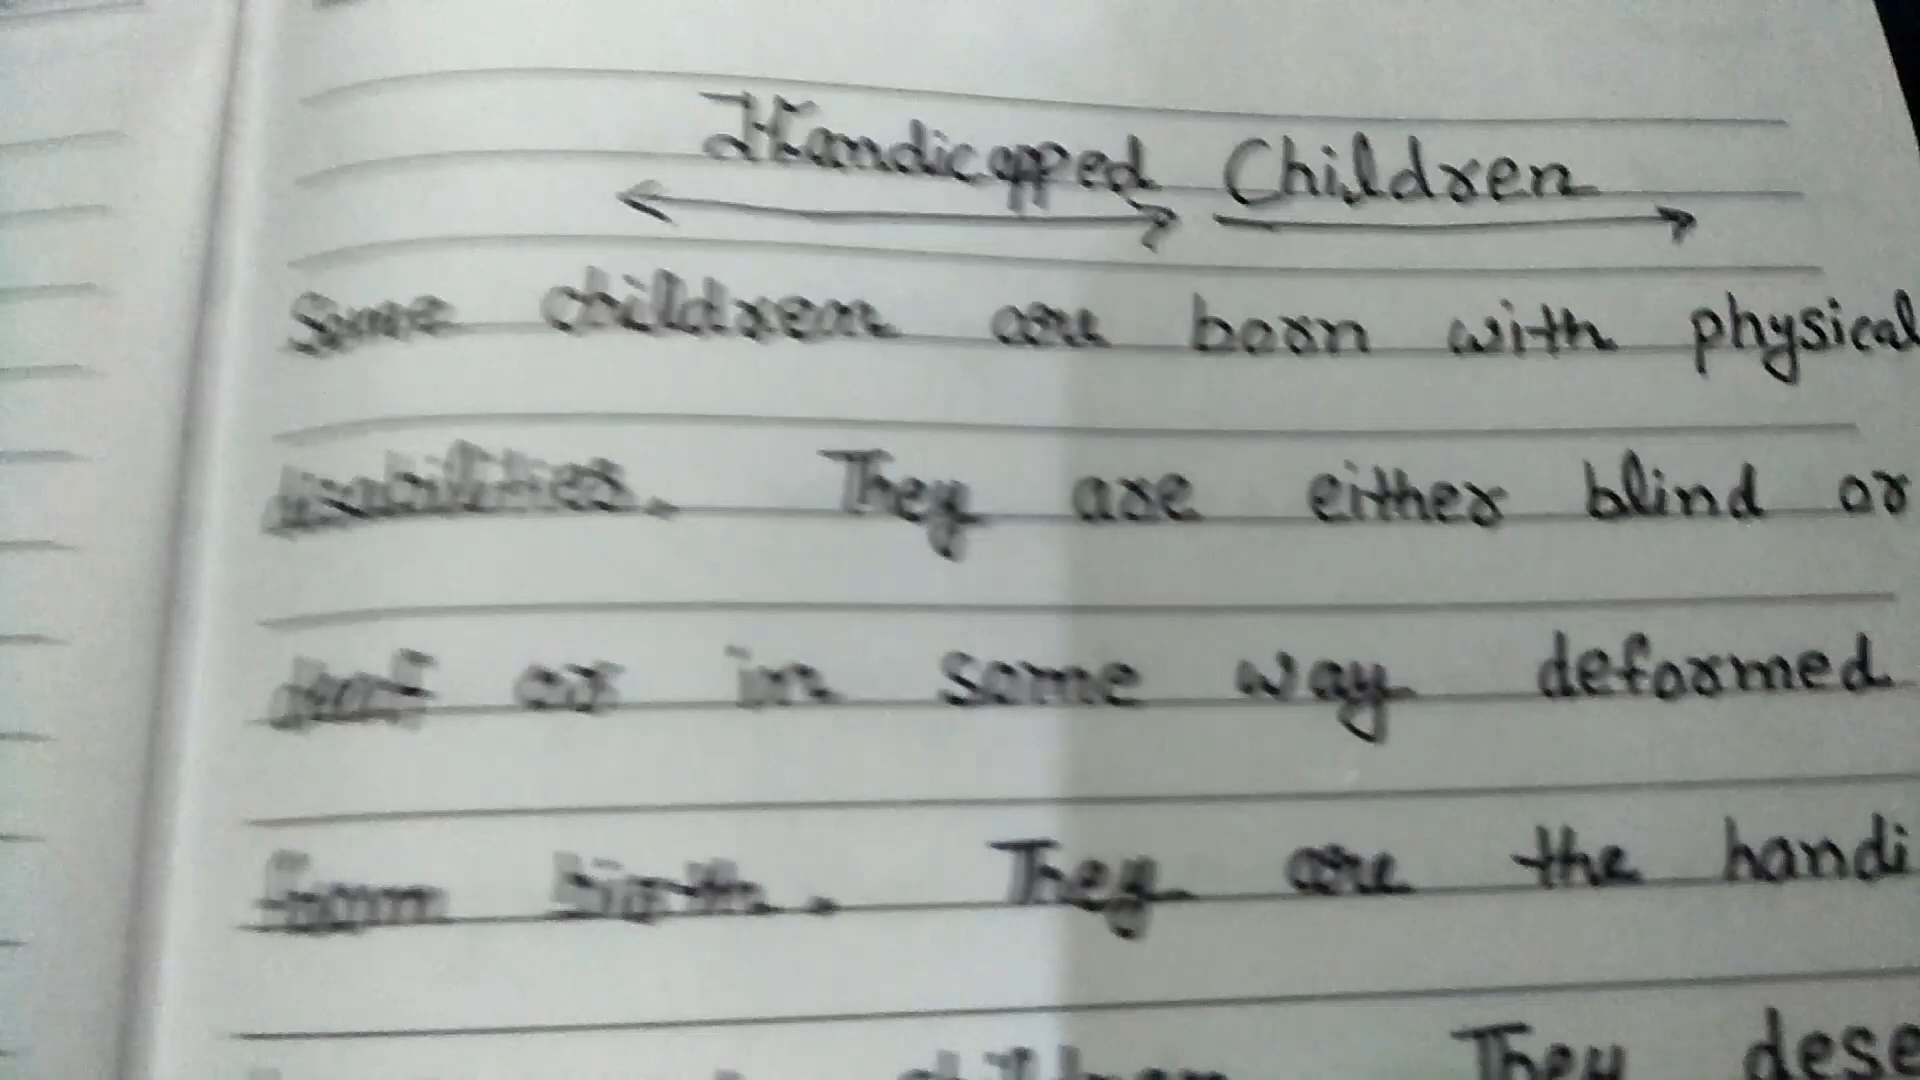 Handicapped Children
Some children are born with physical
disabilities. They are either blind or
deaf or in some way deformed
from birth. They are the handi
children They dese